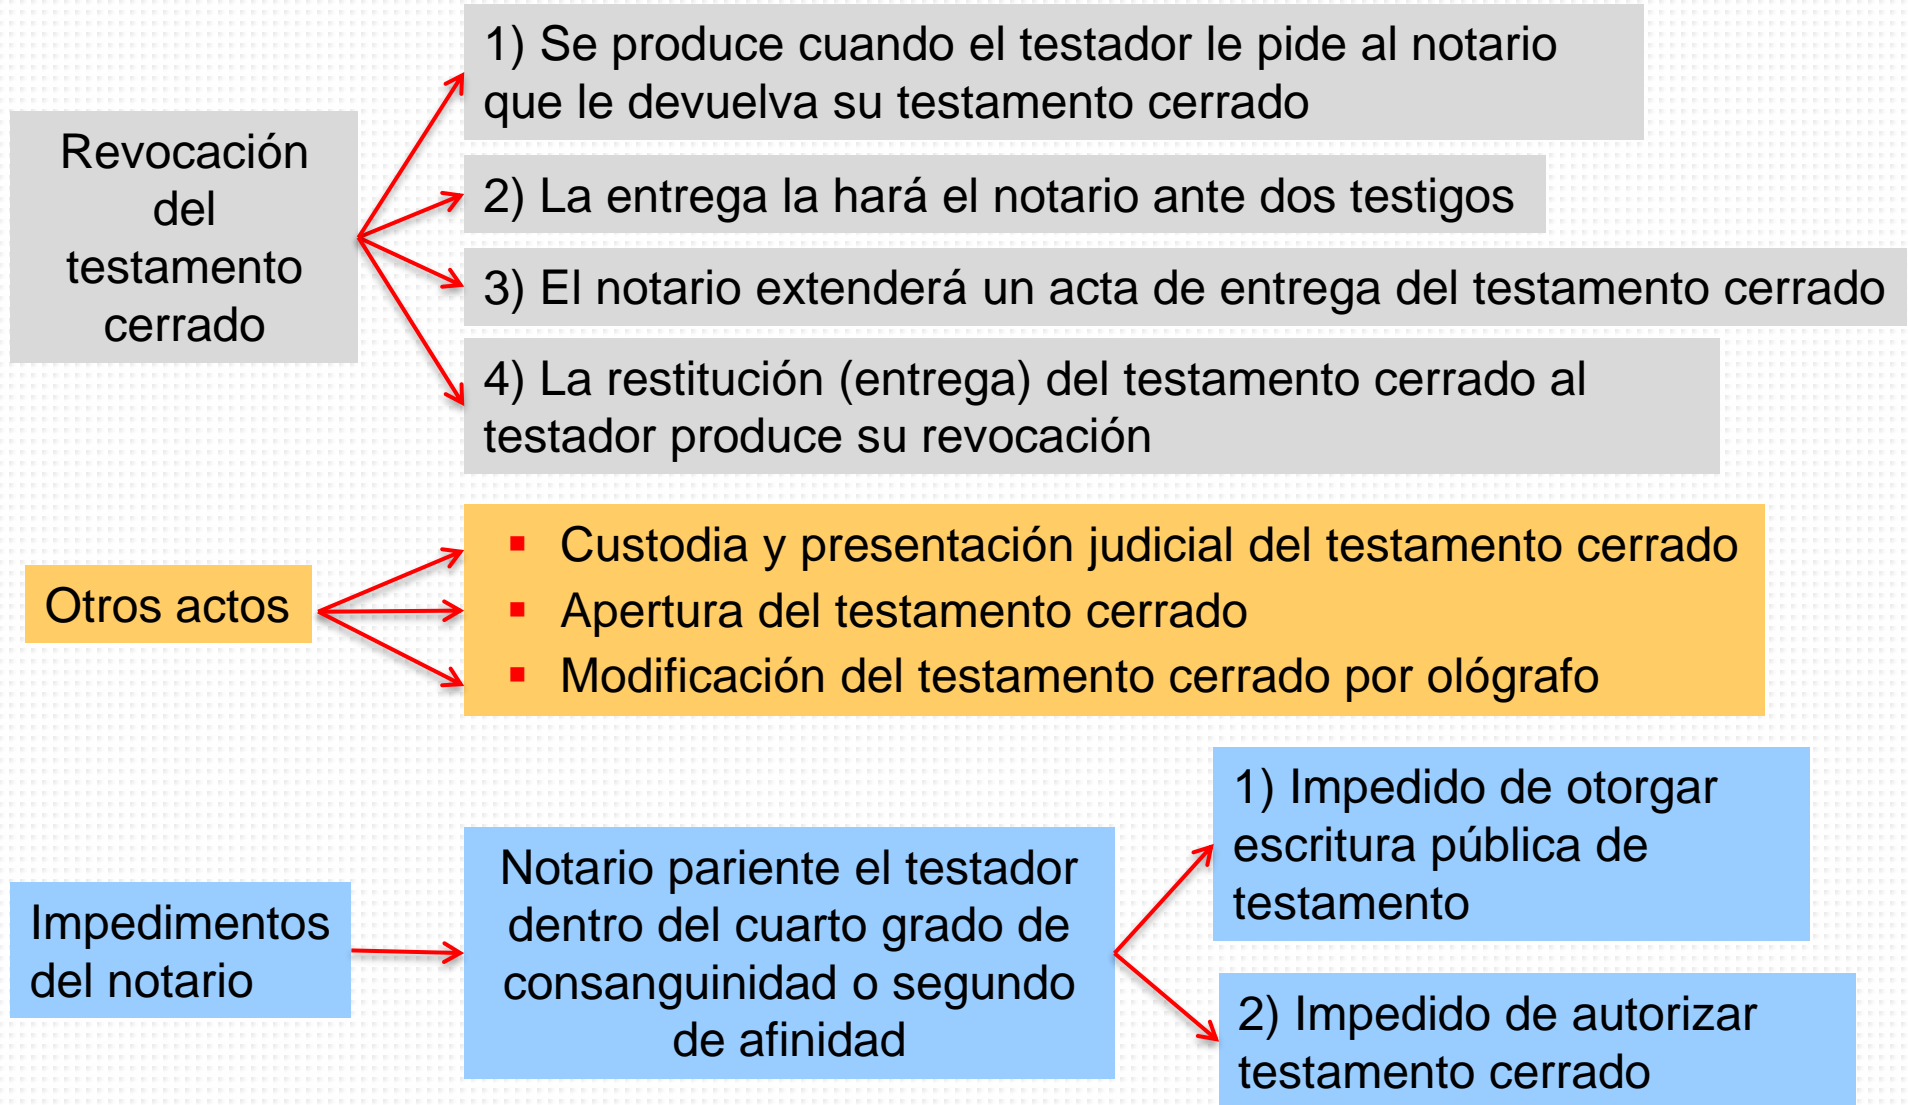 Revocación
del
testamento
cerrado
1) Se produce cuando el testador le pide al notario
que le devuelva su testamento cerrado
2) La entrega la hará el notario ante dos testigos
3) El notario extenderá un acta de entrega del testamento cerrado
4) La restitución (entrega) del testamento cerrado al
testador produce su revocación
Otros actos
▪ Custodia y presentación judicial del testamento cerrado
▪ Apertura del testamento cerrado
▪ Modificación del testamento cerrado por ológrafo
Impedimentos
del notario
Notario pariente el testador
dentro del cuarto grado de
consanguinidad o segundo
de afinidad
1) Impedido de otorgar
escritura pública de
testamento
2) Impedido de autorizar
testamento cerrado